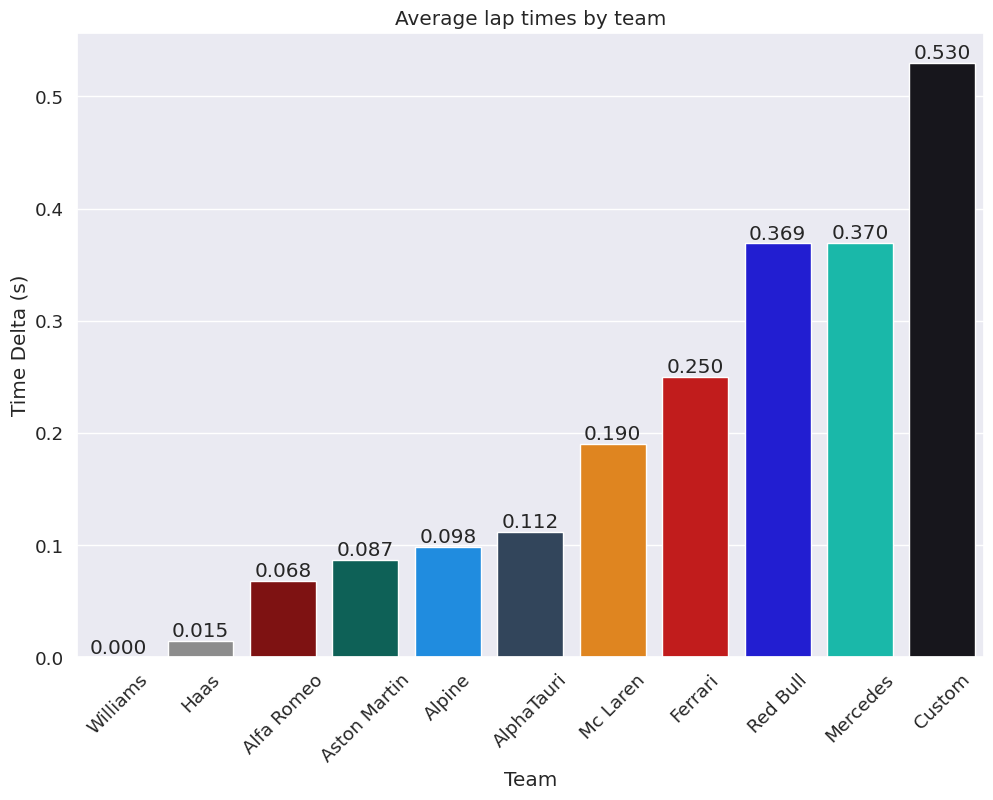 Average lap times by team
Time Delta (s)
0.5
0.4
0.3
0.2
0.1
0.0
0.000
0.015
0.068
0.087
0.098
0.112
0.190
0.250
0.369
0.370
0.530
Williams
Haas
Alfa Romeo
Aston Martin
Alpine
AlphaTauri
Mc Laren
Ferrari
Red Bull
Mercedes
Custom
Team